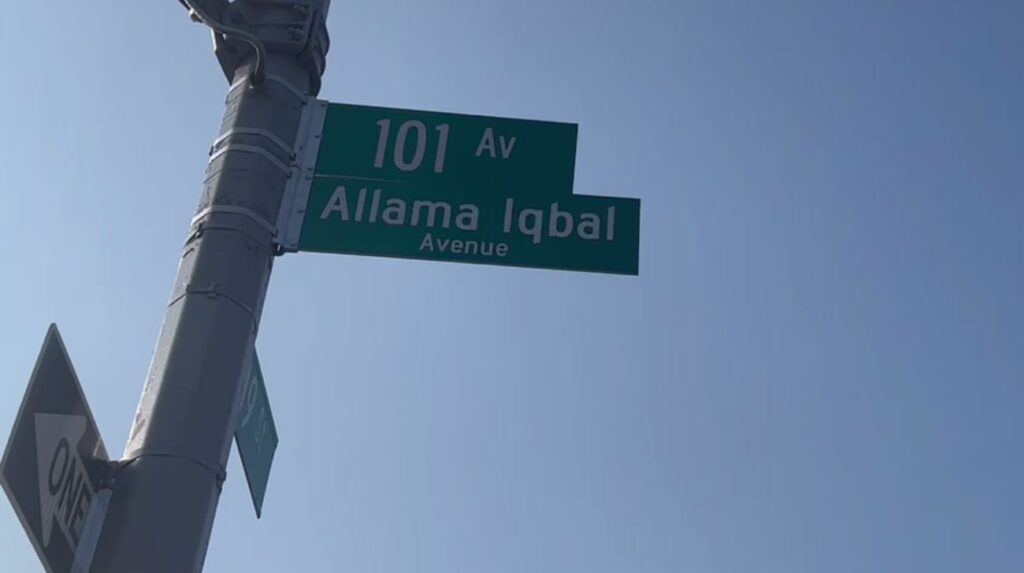 101 Av
Allama Iqbal
Avenue
ONE